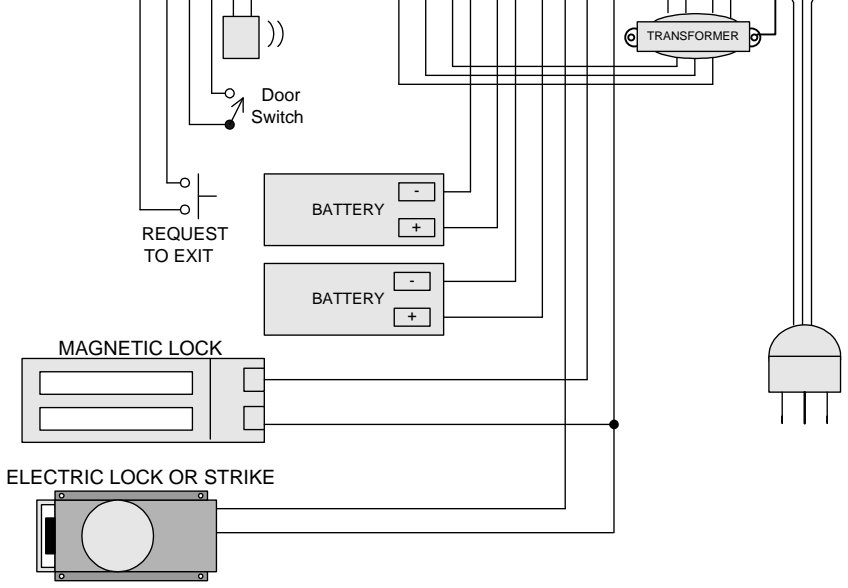 TRANSFORMER
Door
Switch
BATTERY
-
+
REQUEST
TO EXIT
BATTERY
-
+
MAGNETIC LOCK
ELECTRIC LOCK OR STRIKE